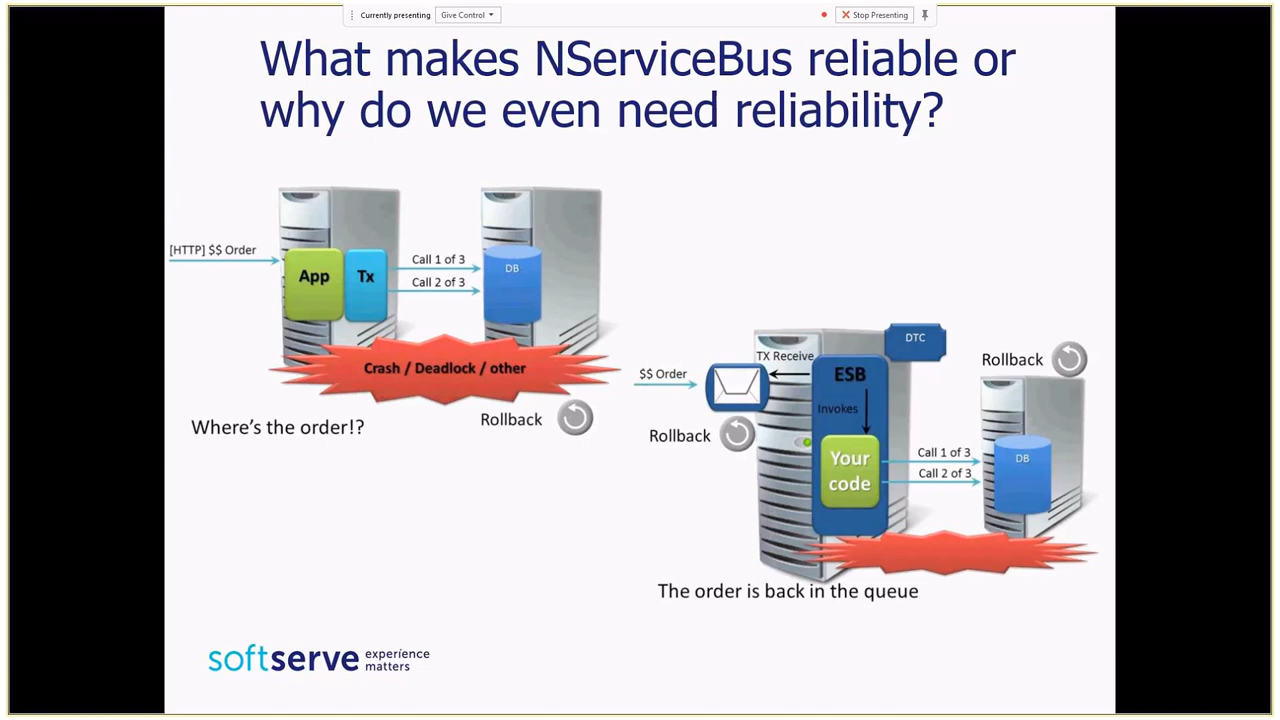 Currently presenting
Give Control
Stop Presenting
What makes NServiceBus reliable or
why do we even need reliability?
[HTTP] $$ Order
App
Tx
Call 1 of 3
Call 2 of 3
DB
Crash / Deadlock / other
Where's the order!?
Rollback
$$ Order
TX Receive
DTC
ESB
Invokes
Rollback
Your
code
Call 1 of 3
Call 2 of 3
DB
Rollback
The order is back in the queue
softserve
experience
matters